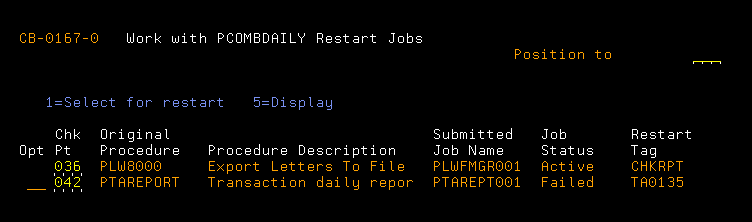 CB-0167-0 Work with PCOMBDAILY Restart Jobs
Position to
1=Select for restart 5=Display
Chk Original Submitted Job Restart
Opt Pt Procedure Procedure Description Job Name Status Tag
036 PLW8000 Export Letters To File PLWFMGR001 Active CHKRPT
__ 042 PTAREPORT Transaction daily repor PTAREPT001 Failed TA0135